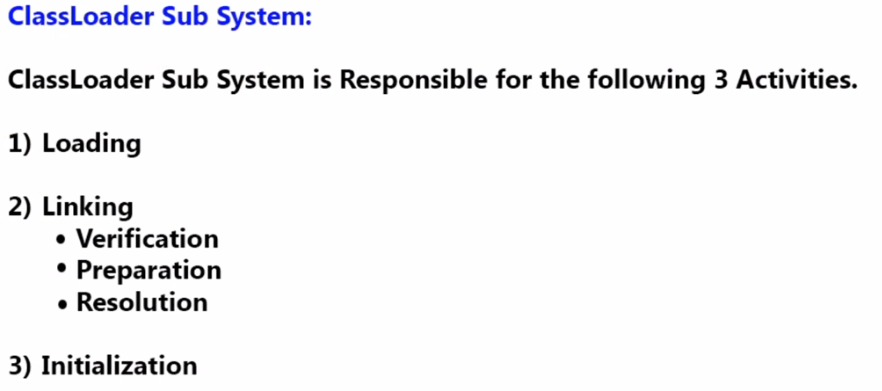 ClassLoader Sub System:
ClassLoader Sub System is Responsible for the following 3 Activities.
1) Loading
2) Linking
• Verification
• Preparation
• Resolution
3) Initialization